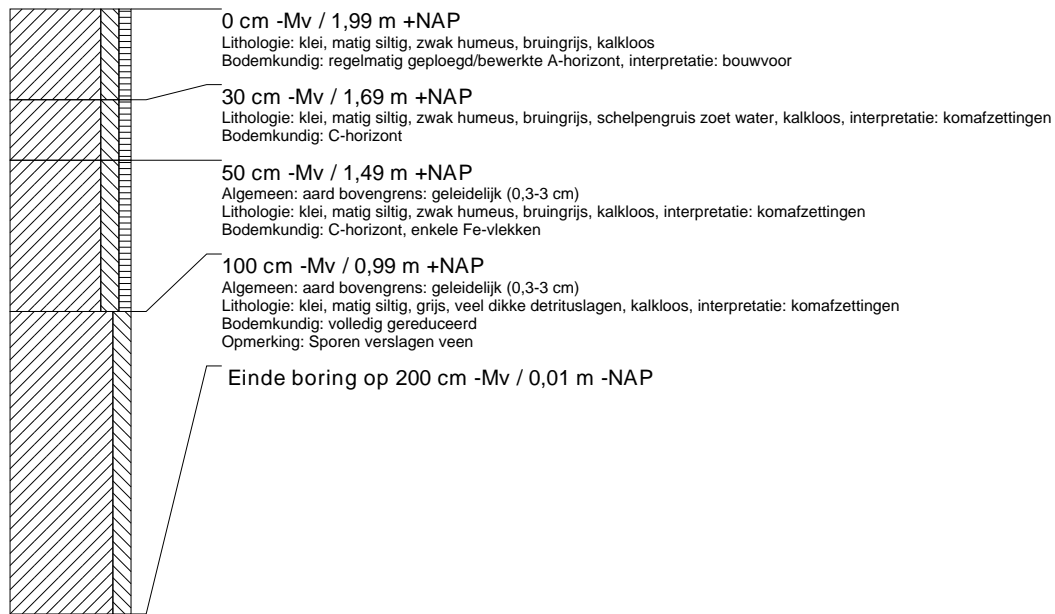 0 cm -Mv / 1,99 m +NAP
Lithologie: klei, matig siltig, zwak humeus, bruingrijs, kalkloos
Bodemkundig: regelmatig geploegd/bewerkte A-horizont, interpretatie: bouwvoor
30 cm -Mv / 1,69 m +NAP
Lithologie: klei, matig siltig, zwak humeus, bruingrijs, schelpengruis zoet water, kalkloos, interpretatie: komafzettingen
Bodemkundig: C-horizont
50 cm -Mv / 1,49 m +NAP
Algemeen: aard bovengrens: geleidelijk (0,3-3 cm)
Lithologie: klei, matig siltig, zwak humeus, bruingrijs, kalkloos, interpretatie: komafzettingen
Bodemkundig: C-horizont, enkele Fe-vlekken
100 cm -Mv / 0,99 m +NAP
Algemeen: aard bovengrens: geleidelijk (0,3-3 cm)
Lithologie: klei, matig siltig, grijs, veel dikke detrituslagen, kalkloos, interpretatie: komafzettingen
Bodemkundig: volledig gereduceerd
Opmerking: Sporen verslagen veen
Einde boring op 200 cm -Mv / 0,01 m -NAP